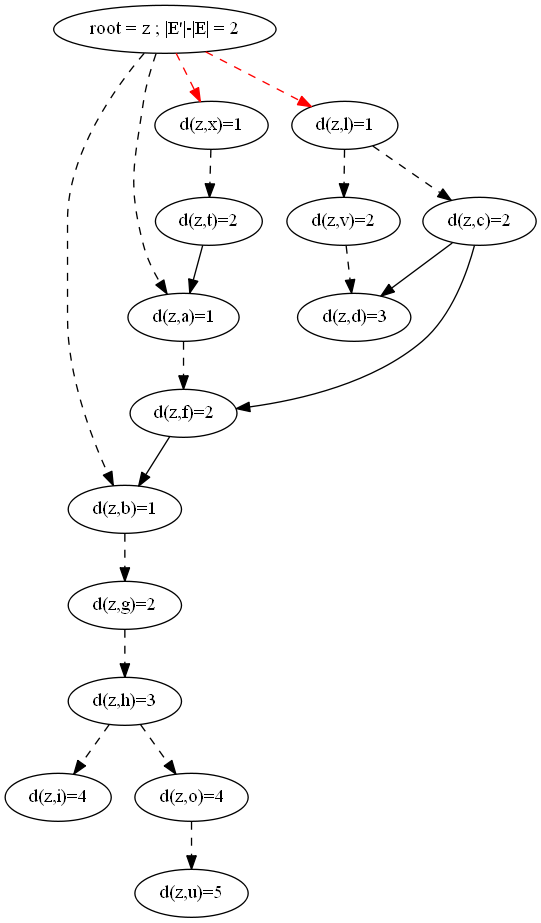 root = z ; |E'|-|E| = 2
d(z,x)=1
d(z,l)=1
d(z,t)=2
d(z,v)=2
d(z,c)=2
d(z,a)=1
d(z,d)=3
d(z,f)=2
d(z,b)=1
d(z,g)=2
d(z,h)=3
d(z,i)=4
d(z,o)=4
d(z,u)=5